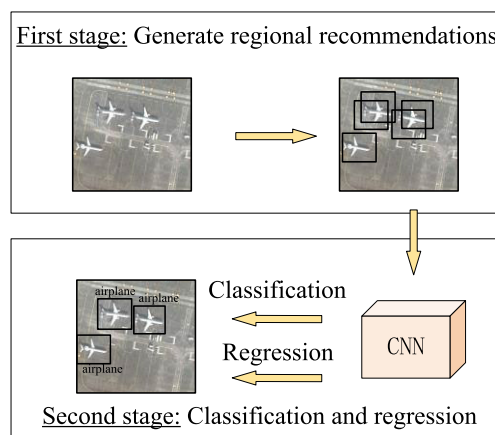 First stage: Generate regional recommendations
airplane
airplane
airplane
Classification
Regression
CNN
Second stage: Classification and regression